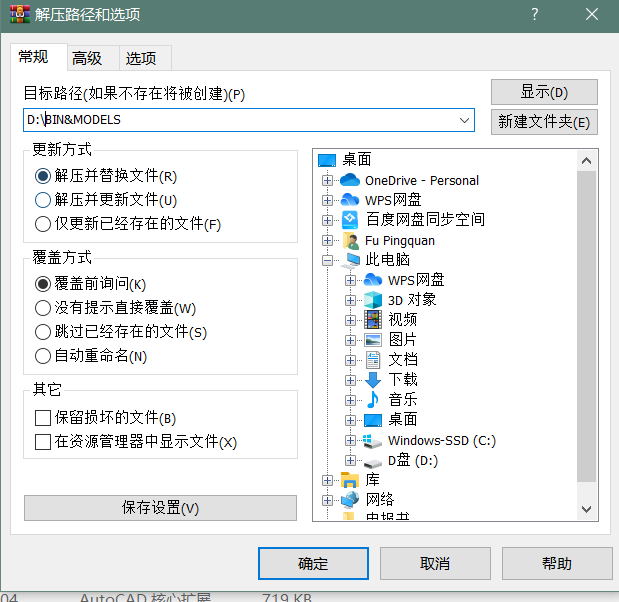 解压路径和选项
常规 高级 选项
目标路径(如果不存在将被创建)(P)
显示(D)
D:\BIN&MODELS
新建文件夹(E)
更新方式
解压并替换文件(R)
解压并更新文件(U)
仅更新已经存在的文件(F)
覆盖方式
覆盖前询问(K)
没有提示直接覆盖(W)
跳过已经存在的文件(S)
自动重命名(N)
其它
保留损坏的文件(B)
在资源管理器中显示文件(X)
保存设置(V)
桌面
OneDrive - Personal
WPS网盘
百度网盘同步空间
Fu Pingquan
此电脑
WPS网盘
3D 对象
视频
图片
文档
下载
音乐
桌面
Windows-SSD (C:)
D盘 (D:)
库
网络
确定 取消 帮助
04 AutoCAD 核心扩展 719 KB